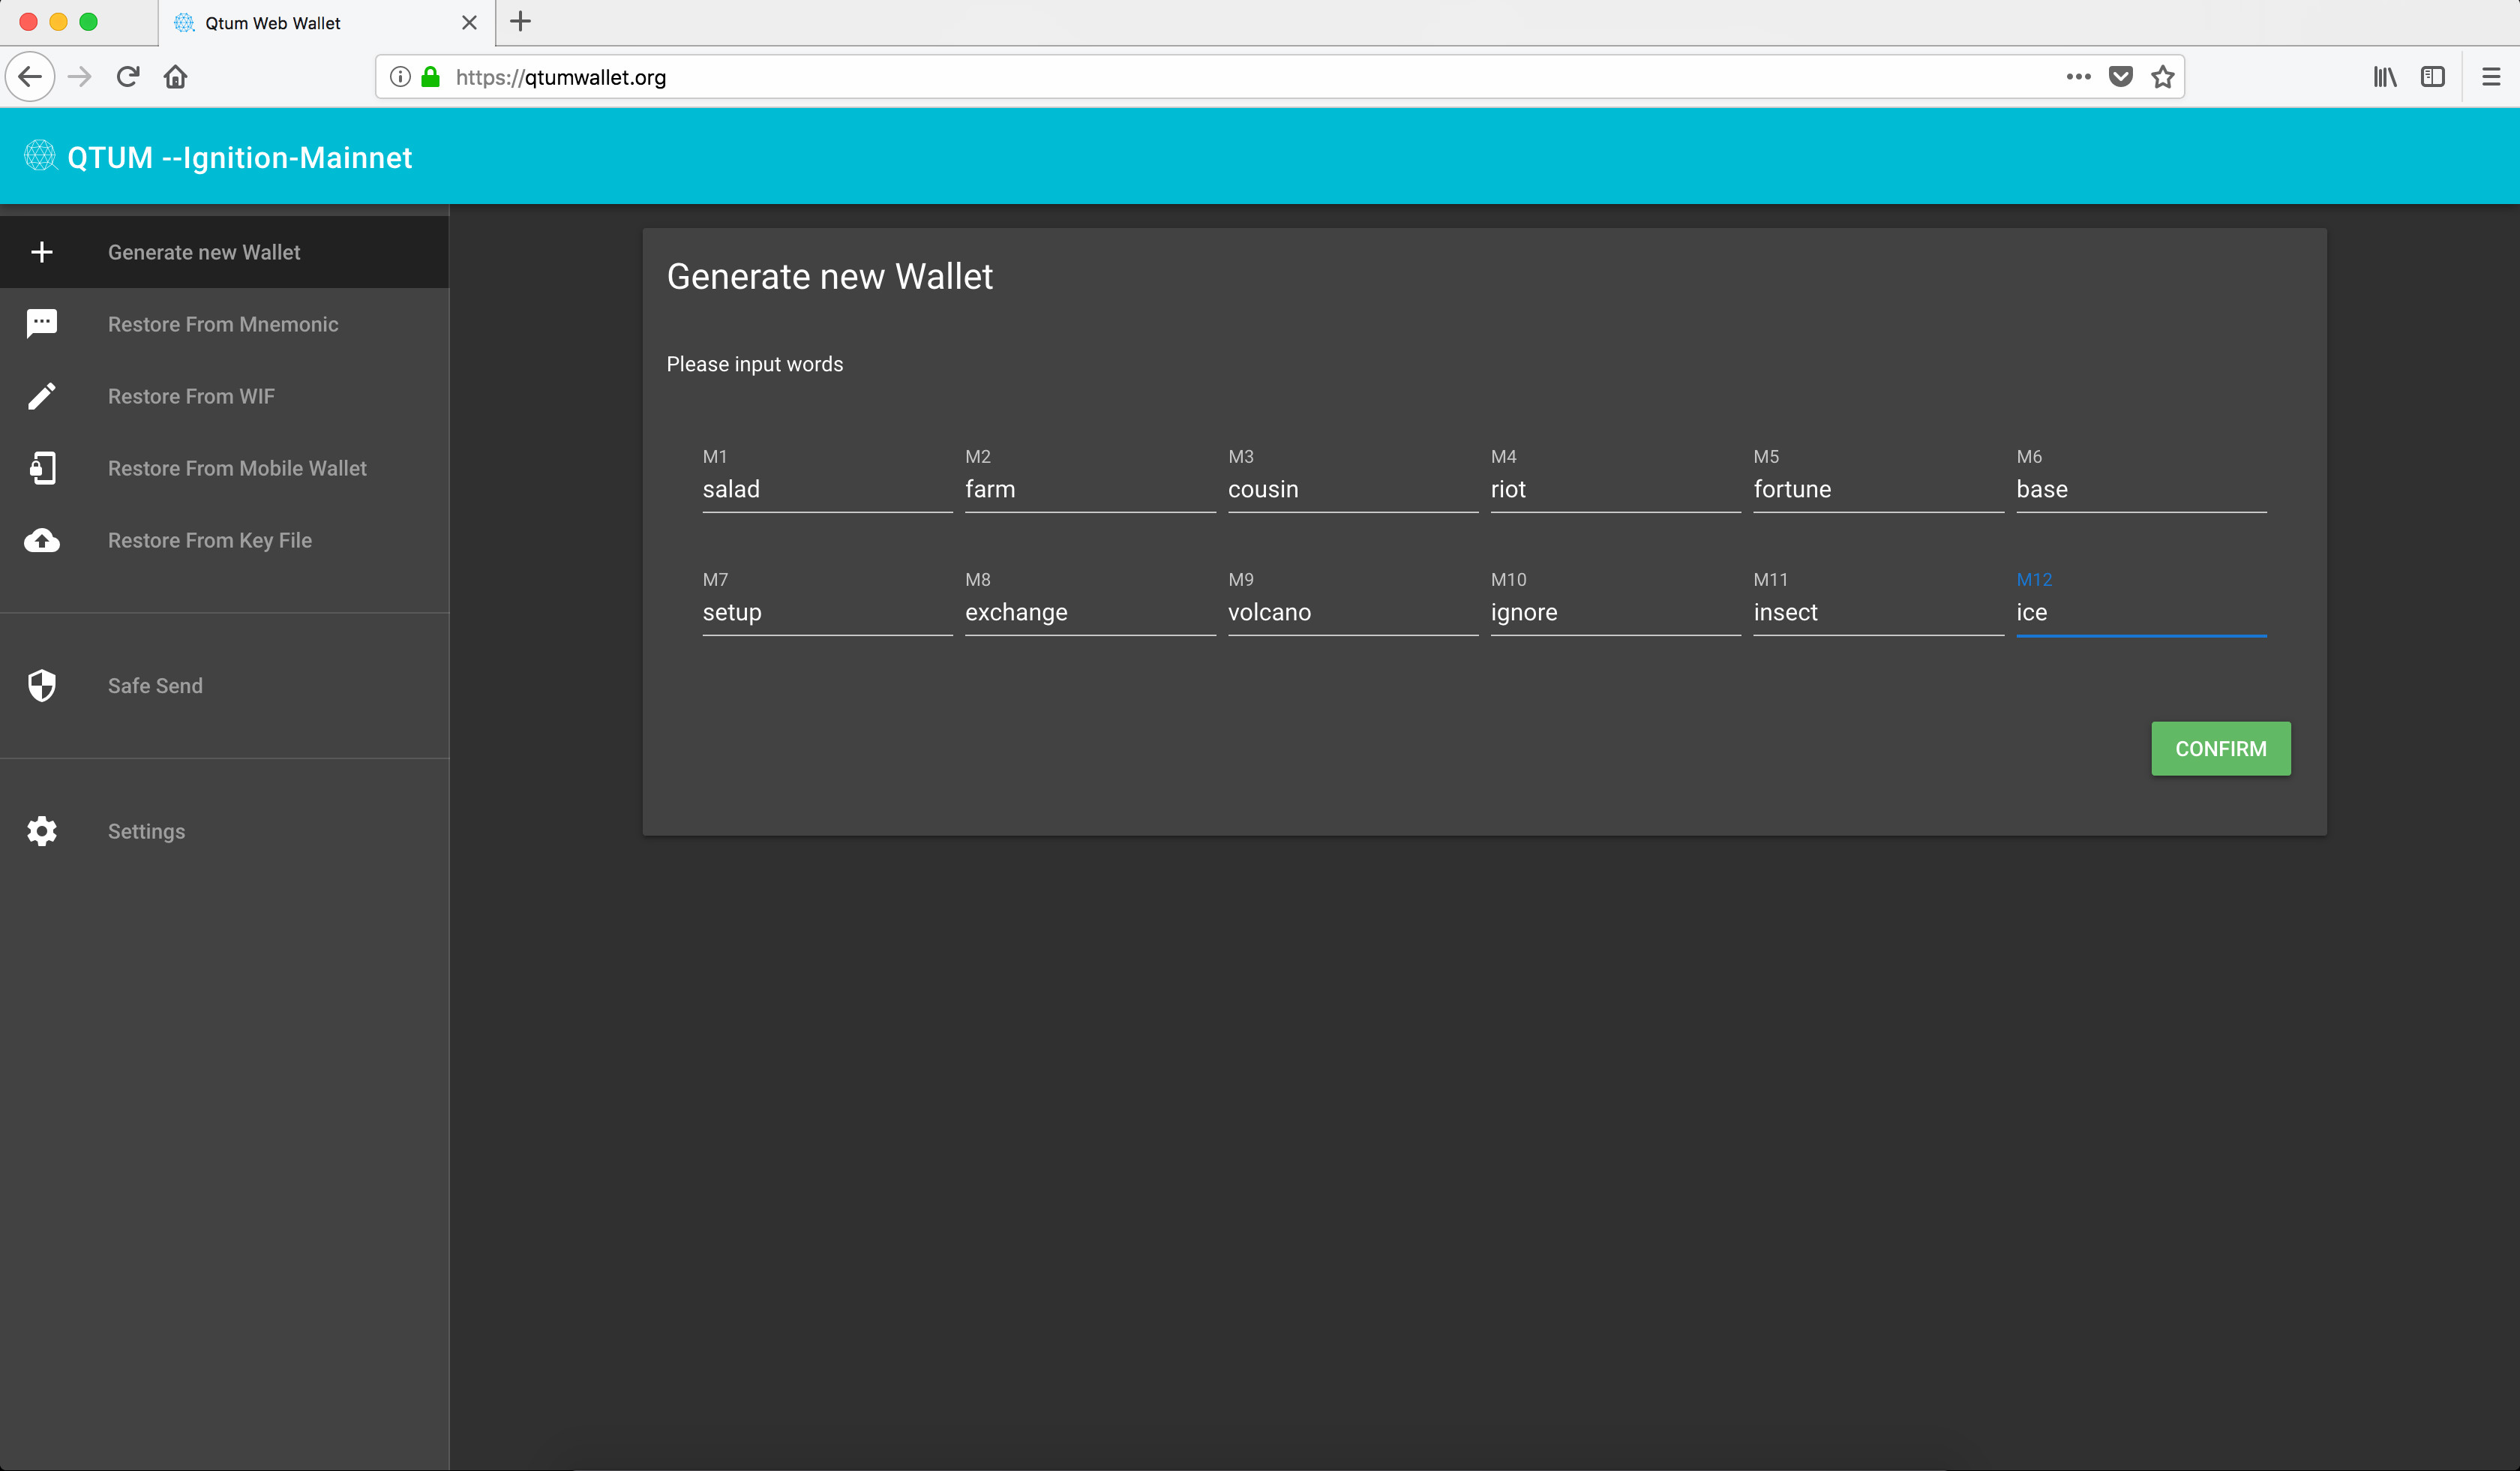 Qtum Web Wallet
https://qtumwallet.org
QTUM --Ignition-Mainnet
Generate new Wallet
Restore From Mnemonic
Restore From WIF
Restore From Mobile Wallet
Restore From Key File
Safe Send
Settings
Generate new Wallet
Please input words
M1 M2 M3 M4 M5 M6
salad farm cousin riot fortune base
M7 M8 M9 M10 M11 M12
setup exchange volcano ignore insect ice
CONFIRM